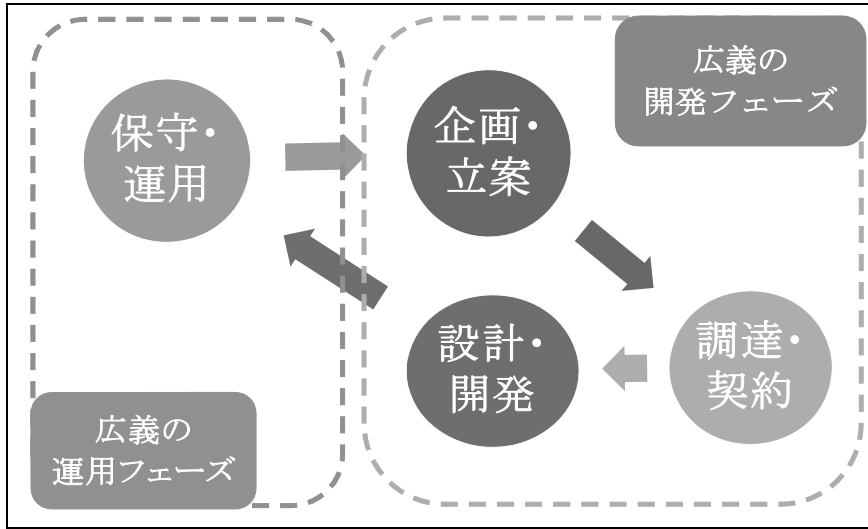 広義の
開発フェーズ
保守・
運用
企画・
立案
設計・
開発
調達・
契約
広義の
運用フェーズ